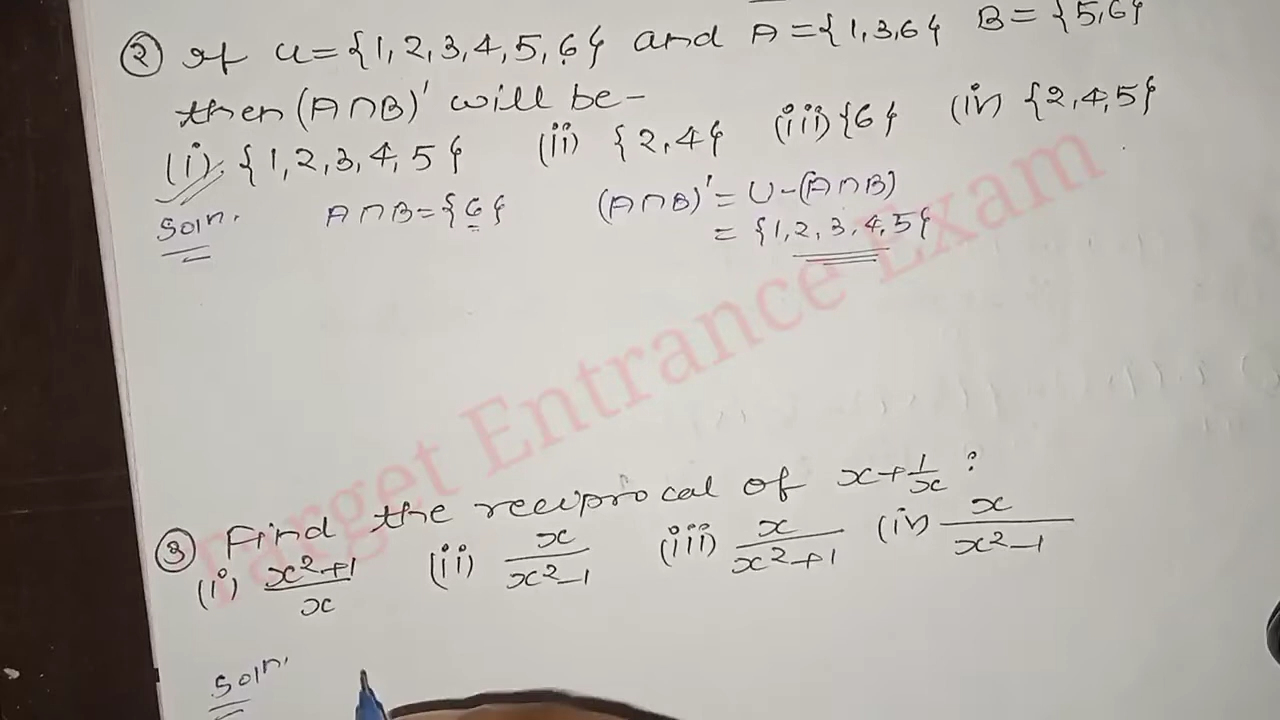 ② If U={1,2,3,4,5,6} and A={1,3,6} B={5,6}
then (A∩B)' will be-
(i) {1,2,3,4,5} (ii) {2,4} (iii) {6} (iv) {2,4,5}
Soln. A∩B={6} (A∩B)'= U-(A∩B)
= {1,2,3,4,5}
Target Entrance Exam
③ Find the reciprocal of x+1/x ?
(i) x²+1/x (ii) x/x²-1 (iii) x/x²+1 (iv) x/x²-1
Soln.